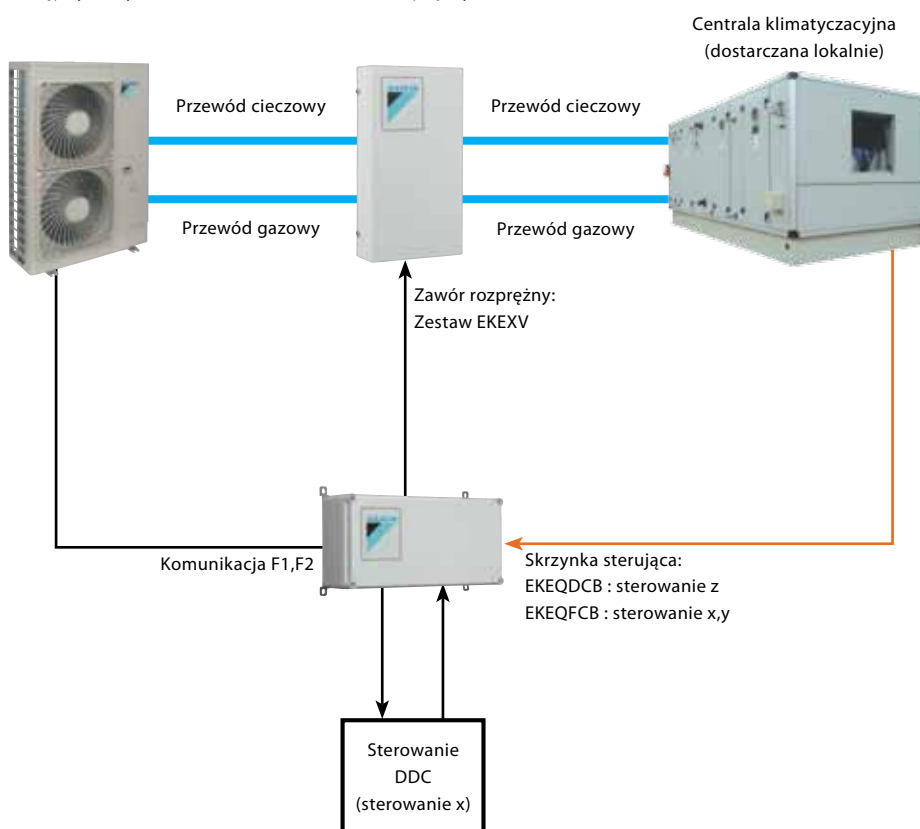 Centrala klimatyczacyjna
(dostarczana lokalnie)
Przewód cieczowy
Przewód cieczowy
Przewód gazowy
Przewód gazowy
Zawór rozprężny:
Zestaw EKEXV
Komunikacja F1,F2
Skrzynka sterująca:
EKEQDCB : sterowanie z
EKEQFCB : sterowanie x,y
Sterowanie
DDC
(sterowanie x)